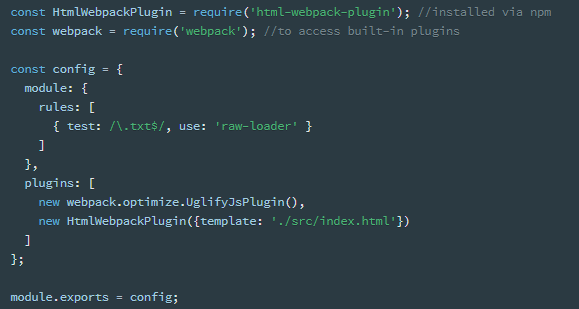 const HtmlWebpackPlugin = require('html-webpack-plugin'); //installed via npm
const webpack = require('webpack'); //to access built-in plugins

const config = {
  module: {
    rules: [
      { test: /\.txt$/, use: 'raw-loader' }
    ]
  },
  plugins: [
    new webpack.optimize.UglifyJsPlugin(),
    new HtmlWebpackPlugin({template: './src/index.html'})
  ]
};

module.exports = config;